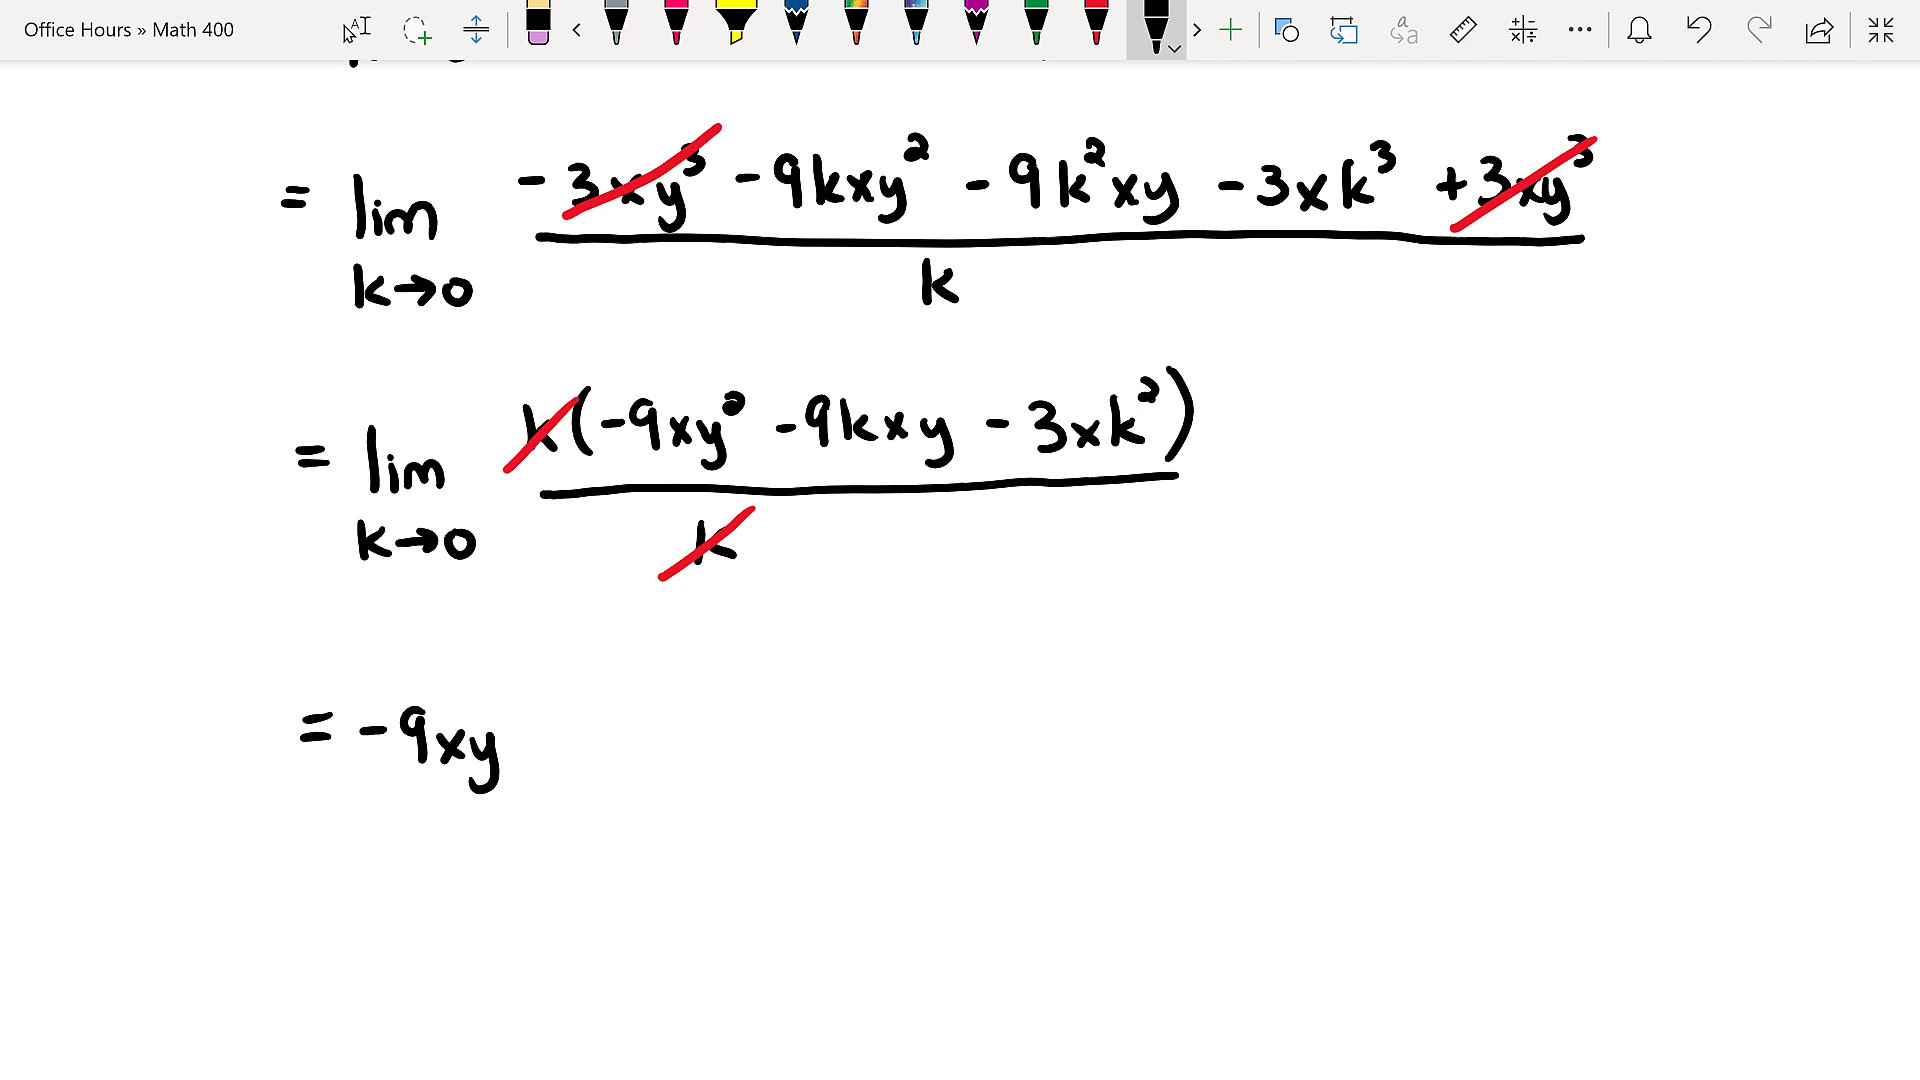 Office Hours » Math 400
= lim -3xy³ - 9kxy² - 9k²xy - 3xk³ + 3xy³
k→0 k
= lim k(-9xy² - 9kxy - 3xk²)
k→0 k
= -9xy